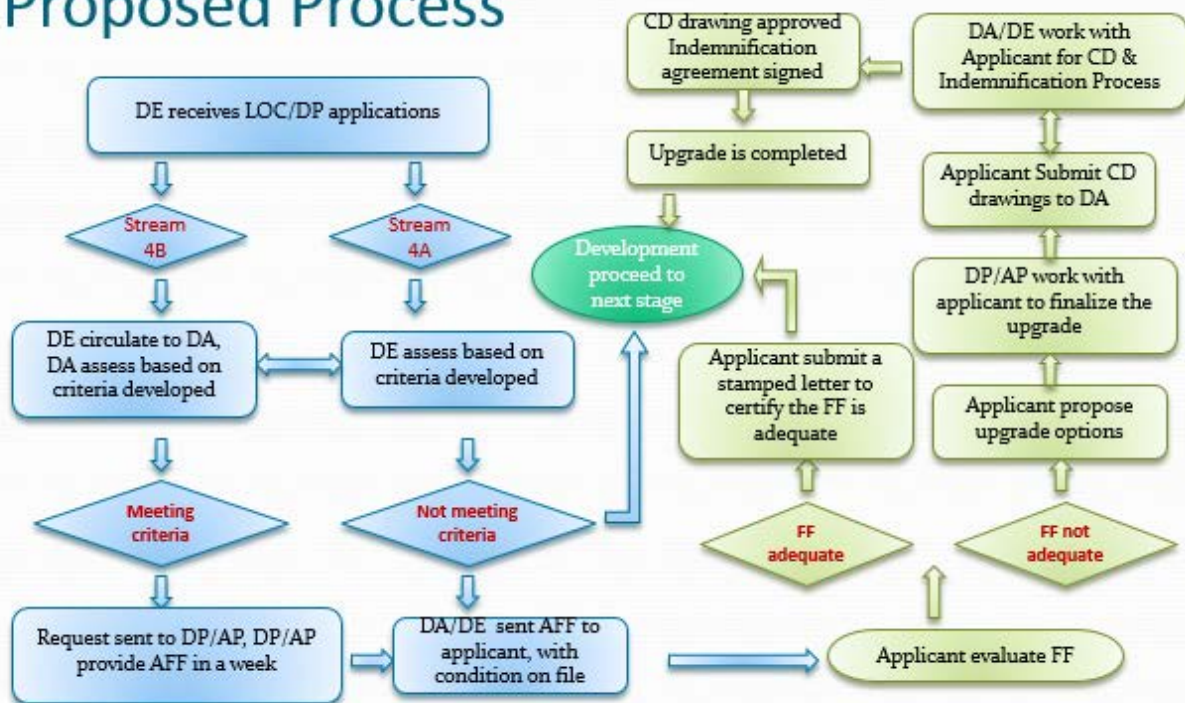 Proposed Process
DE receives LOC/DP applications
Stream
4B
Stream
4A
DE circulate to DA,
DA assess based on
criteria developed
DE assess based on
criteria developed
Meeting
criteria
Not meeting
criteria
Request sent to DP/AP, DP/AP
provide AFF in a week
DA/DE sent AFF to
applicant, with
condition on file
CD drawing approved
Indemnification
agreement signed
DA/DE work with
Applicant for CD &
Indemnification Process
Upgrade is completed
Applicant Submit CD
drawings to DA
Development
proceed to
next stage
DP/AP work with
applicant to finalize the
upgrade
Applicant submit a
stamped letter to
certify the FF is
adequate
Applicant propose
upgrade options
FF
adequate
FF not
adequate
Applicant evaluate FF